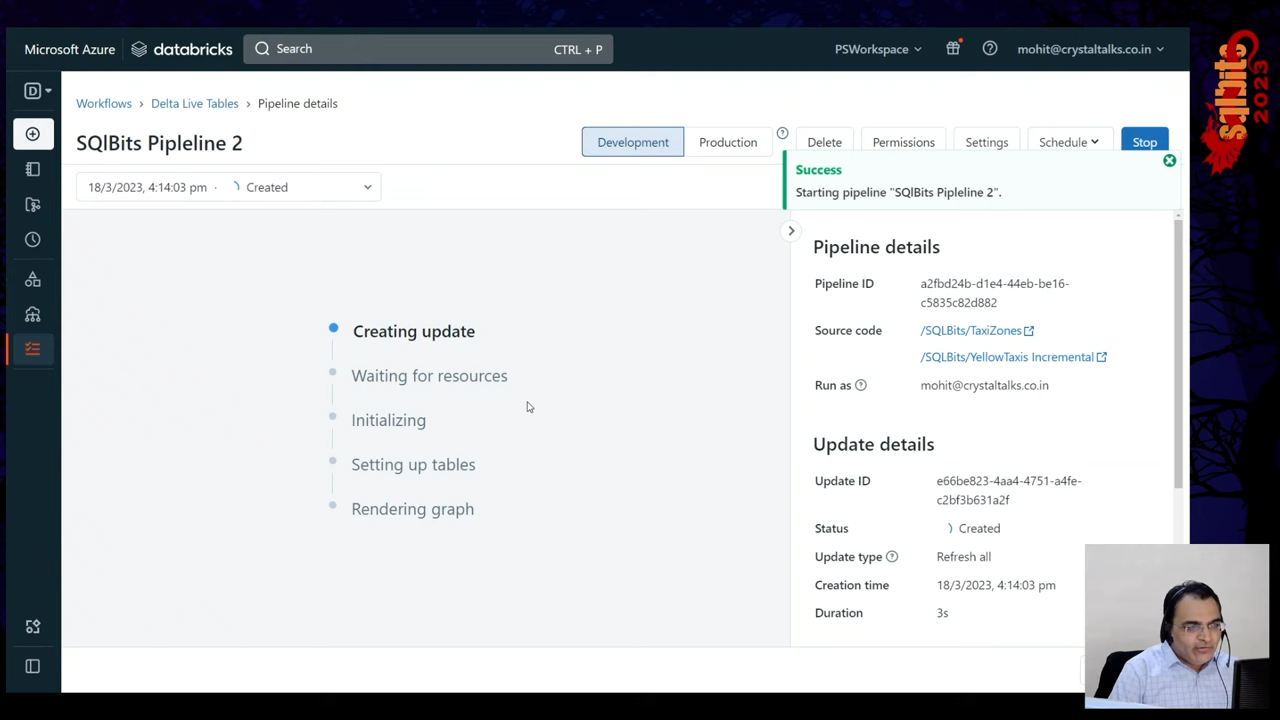 Microsoft Azure databricks Search CTRL + P PSWorkspace mohit@crystaltalks.co.in
sqlbits
2023
D
Workflows › Delta Live Tables › Pipeline details
SQlBits Pipleline 2
Development Production Delete Permissions Settings Schedule Stop
18/3/2023, 4:14:03 pm · Created
Success
Starting pipeline "SQlBits Pipleline 2".
Creating update
Waiting for resources
Initializing
Setting up tables
Rendering graph
Pipeline details
Pipeline ID a2fbd24b-d1e4-44eb-be16-
c5835c82d882
Source code /SQLBits/TaxiZones
/SQLBits/YellowTaxis Incremental
Run as mohit@crystaltalks.co.in
Update details
Update ID e66be823-4aa4-4751-a4fe-
c2bf3b631a2f
Status Created
Update type Refresh all
Creation time 18/3/2023, 4:14:03 pm
Duration 3s